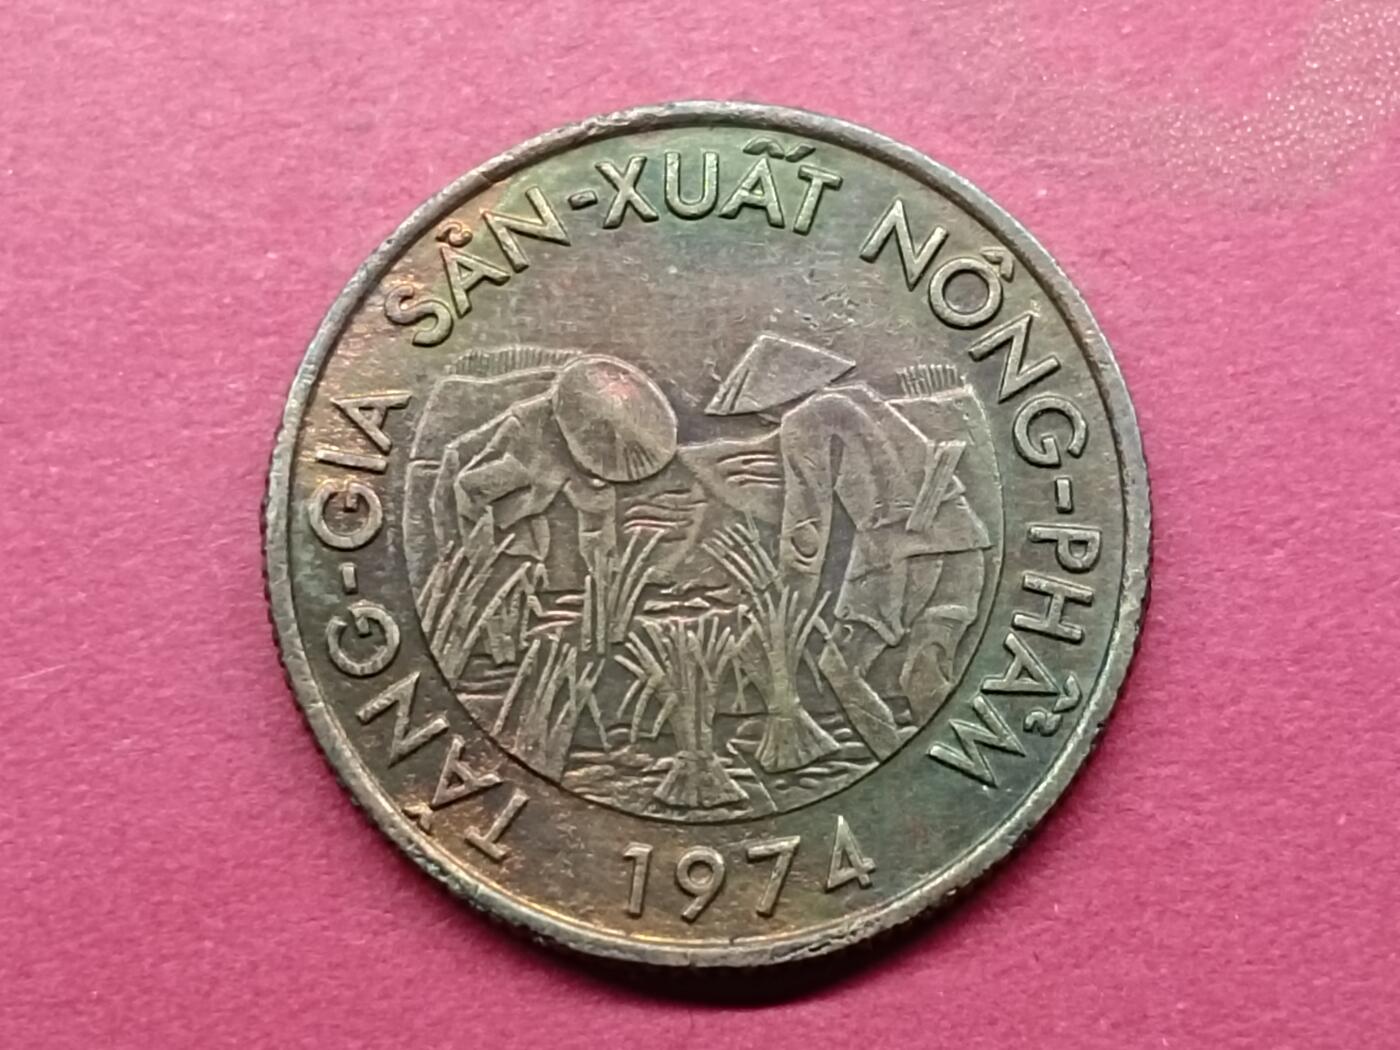 TĂNG-GIA SẢN-XUẤT NÔNG-PHẨM
1974